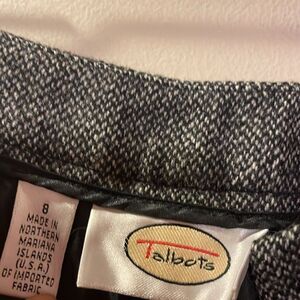 8
MADE IN
NORTHERN
MARIANA
ISLANDS
(U.S.A.)
OF IMPORTED
FABRIC
Talbots